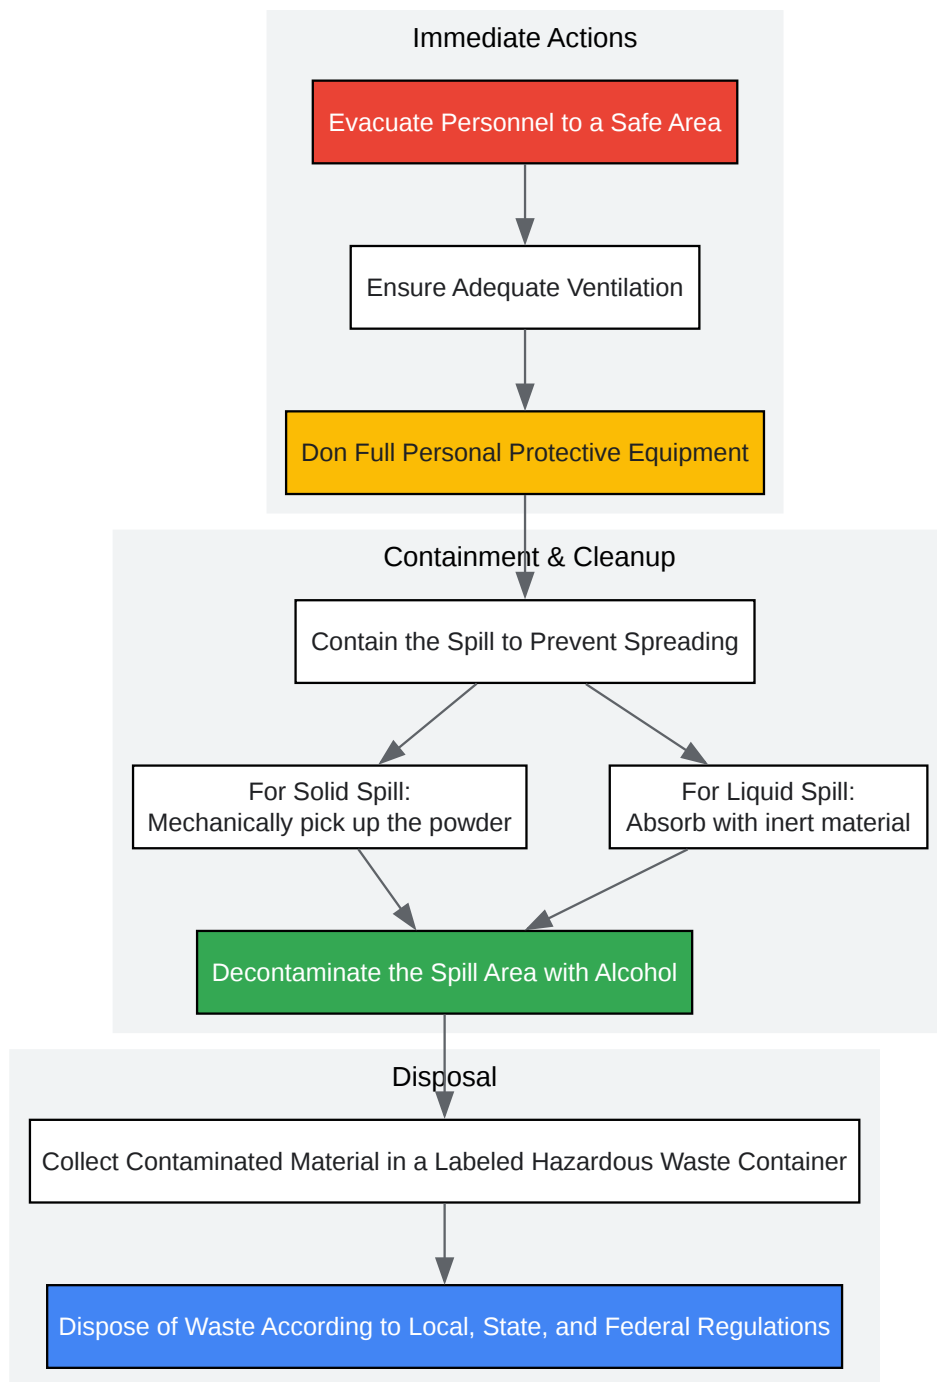 Immediate Actions
Evacuate Personnel to a Safe Area
Ensure Adequate Ventilation
Don Full Personal Protective Equipment
Containment & Cleanup
Contain the Spill to Prevent Spreading
For Solid Spill:
Mechanically pick up the powder
For Liquid Spill:
Absorb with inert material
Decontaminate the Spill Area with Alcohol
Disposal
Collect Contaminated Material in a Labeled Hazardous Waste Container
Dispose of Waste According to Local, State, and Federal Regulations